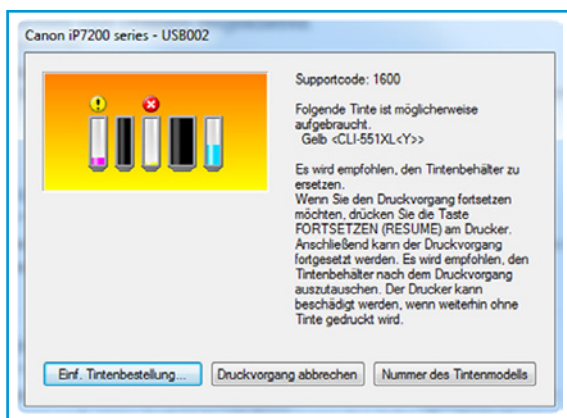 Canon iP7200 series - USB002
Supportcode: 1600
Folgende Tinte ist möglicherweise
aufgebraucht.
Gelb <CLI-551XL<Y>>
Es wird empfohlen, den Tintenbehälter zu
ersetzen.
Wenn Sie den Druckvorgang fortsetzen
möchten, drücken Sie die Taste
FORTSETZEN (RESUME) am Drucker.
Anschließend kann der Druckvorgang
fortgesetzt werden. Es wird empfohlen, den
Tintenbehälter nach dem Druckvorgang
auszutauschen. Der Drucker kann
beschädigt werden, wenn weiterhin ohne
Tinte gedruckt wird.
Einf. Tintenbestellung... Druckvorgang abbrechen Nummer des Tintenmodells